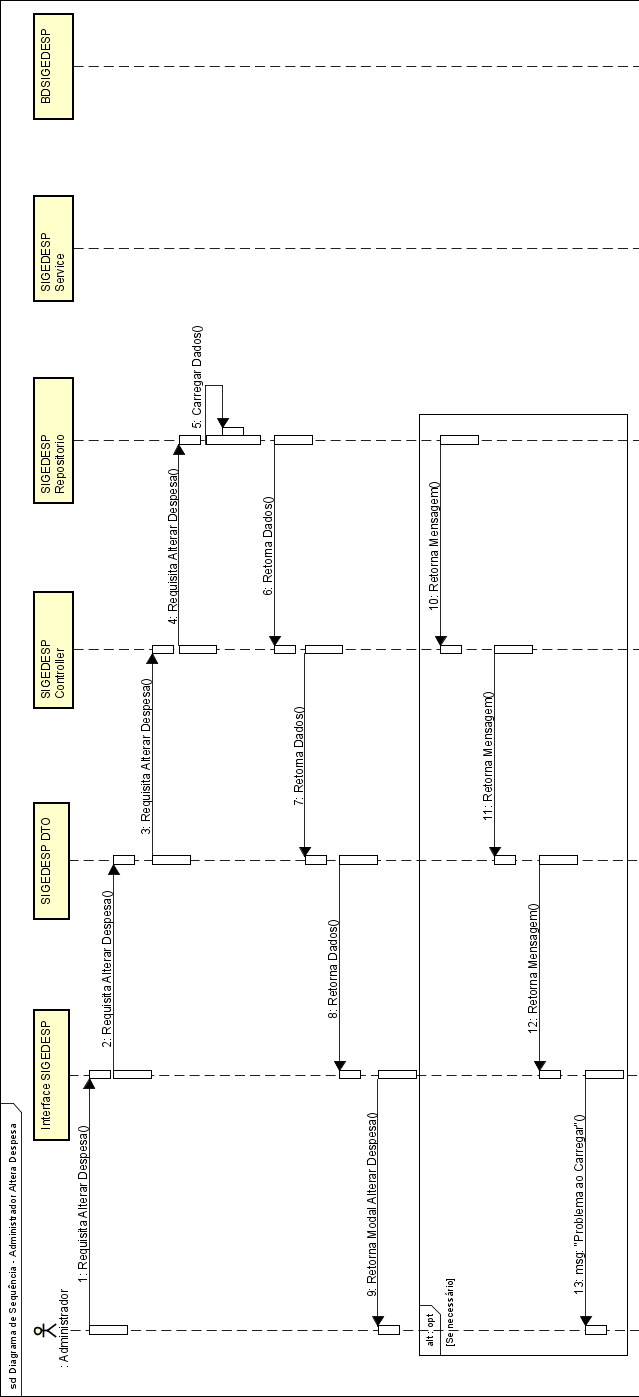 sd Diagrama de Sequência - Administrador Altera Despesa
: Administrador
Interface SIGEDESP
SIGEDESP DTO
SIGEDESP
Controller
SIGEDESP
Repositorio
SIGEDESP
Service
BDSIGEDESP
1: Requisita Alterar Despesa()
2: Requisita Alterar Despesa()
3: Requisita Alterar Despesa()
4: Requisita Alterar Despesa()
5: Carregar Dados()
6: Retorna Dados()
7: Retorna Dados()
8: Retorna Dados()
9: Retorna Modal Alterar Despesa()
alt : opt
[Se necessário]
10: Retorna Mensagem()
11: Retorna Mensagem()
12: Retorna Mensagem()
13: msg: "Problema ao Carregar"()